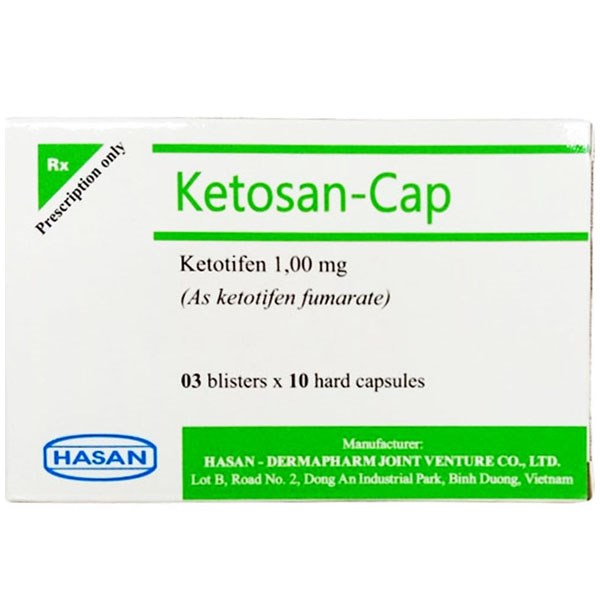 Rx
Prescription only
Ketosan-Cap
Ketotifen 1,00 mg
(As ketotifen fumarate)
03 blisters x 10 hard capsules
HASAN
Manufacturer:
HASAN - DERMAPHARM JOINT VENTURE CO., LTD.
Lot B, Road No. 2, Dong An Industrial Park, Binh Duong, Vietnam